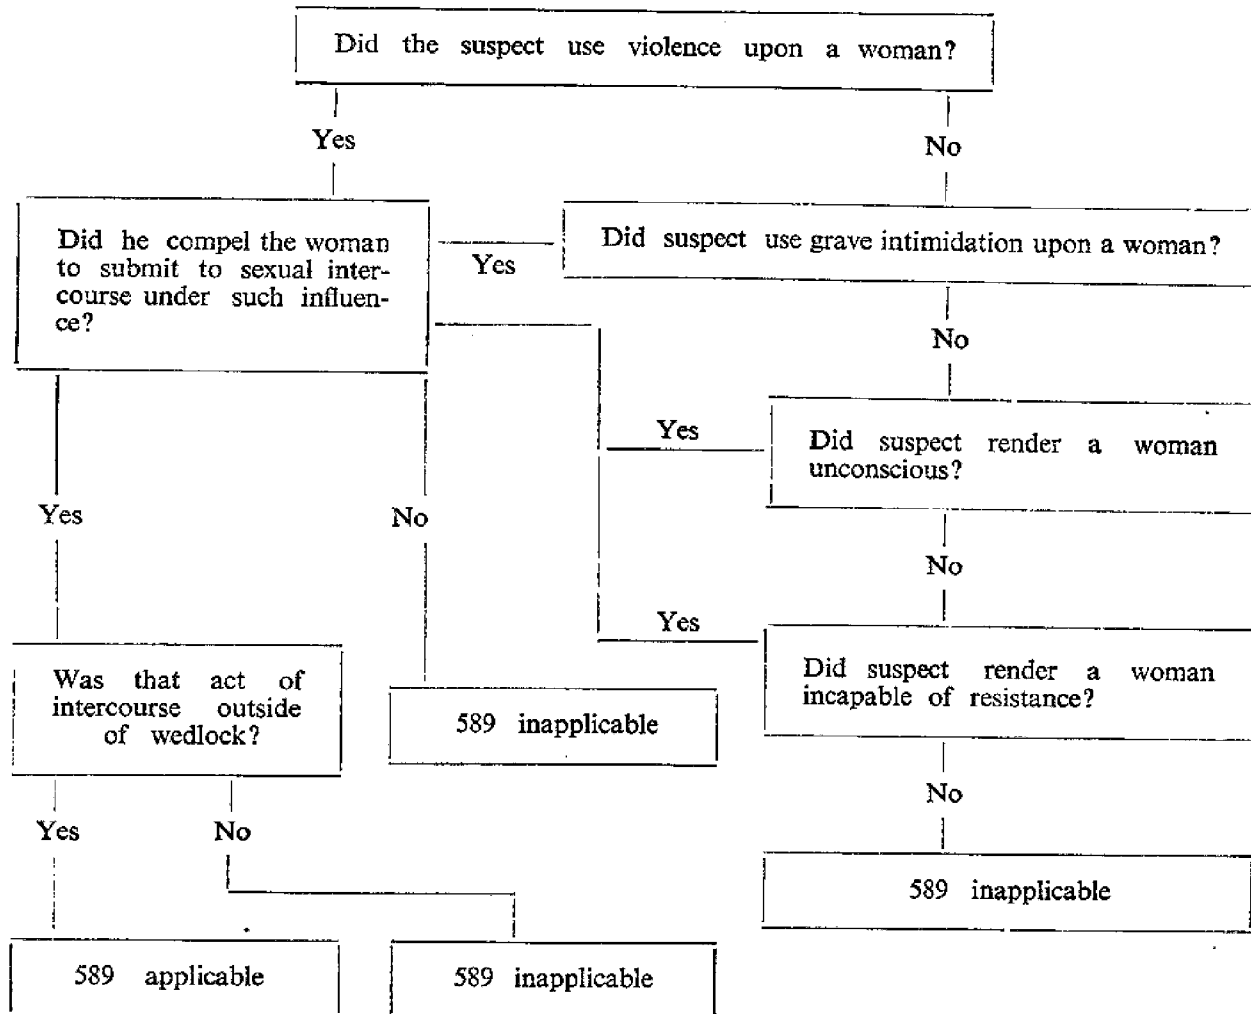 Did the suspect use violence upon a woman?
Yes
No
Did he compel the woman
to submit to sexual inter-
course under such influen-
ce?
Yes
Did suspect use grave intimidation upon a woman?
No
Yes
Did suspect render a woman
unconscious?
Yes
No
No
Yes
Was that act of
intercourse outside
of wedlock?
589 inapplicable
Did suspect render a woman
incapable of resistance?
Yes
No
No
589 inapplicable
589 applicable
589 inapplicable